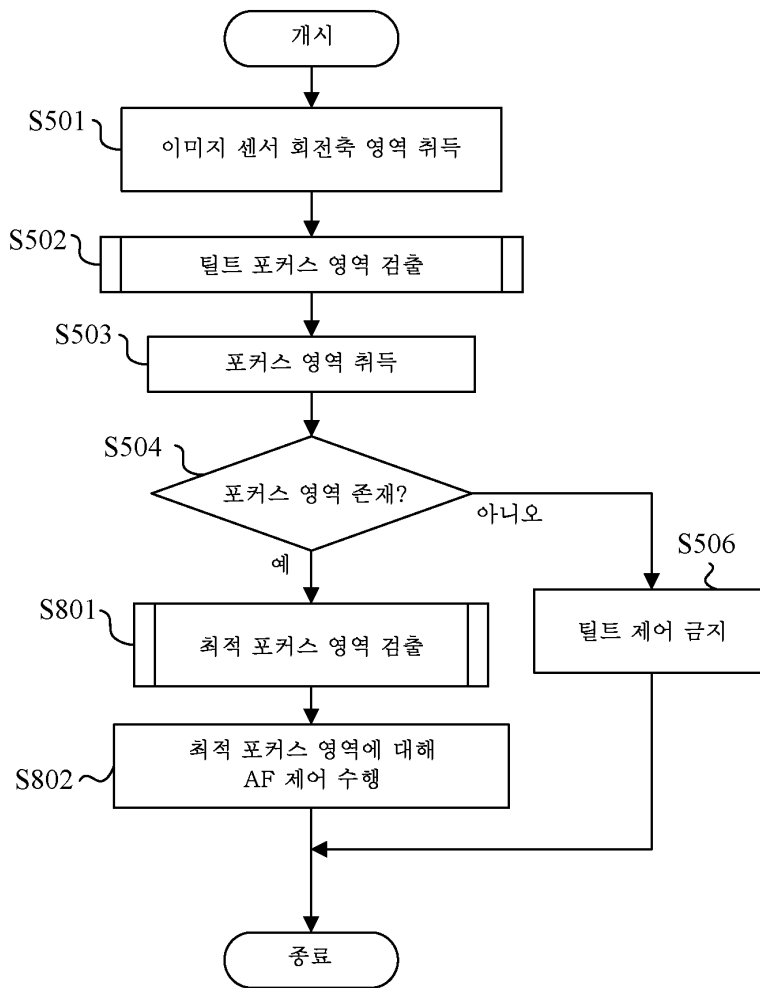 개시
S501
이미지 센서 회전축 영역 취득
S502
틸트 포커스 영역 검출
S503
포커스 영역 취득
S504
포커스 영역 존재?
아니오
예
S506
틸트 제어 금지
S801
최적 포커스 영역 검출
S802
최적 포커스 영역에 대해
AF 제어 수행
종료